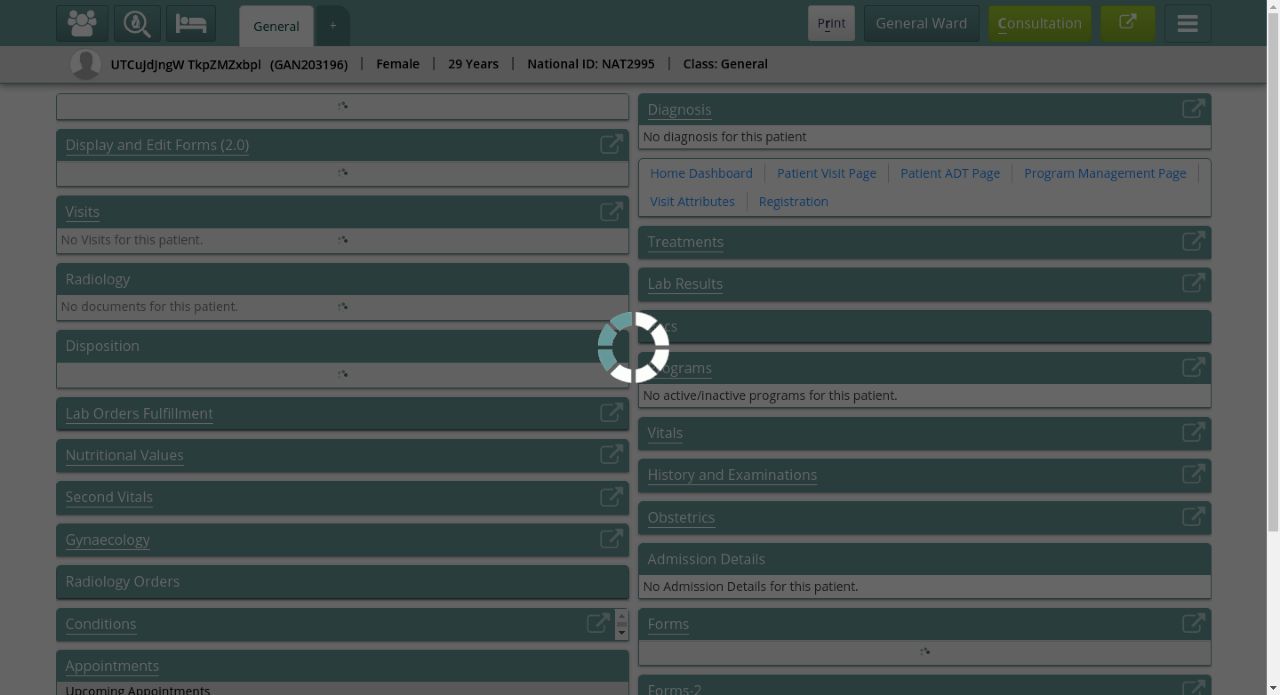 General
+
Print
General Ward
Consultation
UTCuJdJngW TkpZMZxbpl (GAN203196) | Female | 29 Years | National ID: NAT2995 | Class: General
Display and Edit Forms (2.0)
Visits
No Visits for this patient.
Radiology
No documents for this patient.
Disposition
Lab Orders Fulfillment
Nutritional Values
Second Vitals
Gynaecology
Radiology Orders
Conditions
Appointments
Upcoming Appointments
Diagnosis
No diagnosis for this patient
Home Dashboard | Patient Visit Page | Patient ADT Page | Program Management Page |
Visit Attributes | Registration
Treatments
Lab Results
No active/inactive programs for this patient.
Vitals
History and Examinations
Obstetrics
Admission Details
No Admission Details for this patient.
Forms
Forms-2